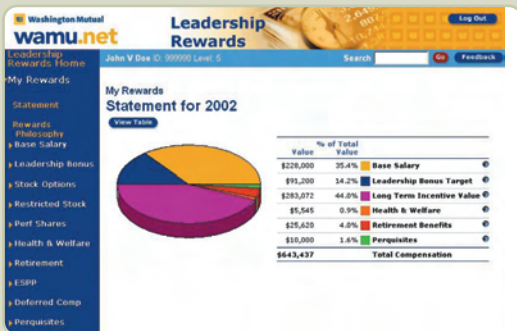 Washington Mutual
wamu.net
Leadership
Rewards
Log Out
Leadership
Rewards Home
John V Doe ID: 999999 Level: 5
Search
Go
Feedback
My Rewards
Statement
Rewards
Philosophy
Base Salary
Leadership Bonus
Stock Options
Restricted Stock
Perf Shares
Health & Welfare
Retirement
ESPP
Deferred Comp
Perquisites
My Rewards
Statement for 2002
View Table
Value % of Total Value
$228,000 35.4% Base Salary
$91,200 14.2% Leadership Bonus Target
$283,072 44.0% Long Term Incentive Value
$5,545 0.9% Health & Welfare
$25,620 4.0% Retirement Benefits
$10,000 1.6% Perquisites
$643,437 Total Compensation